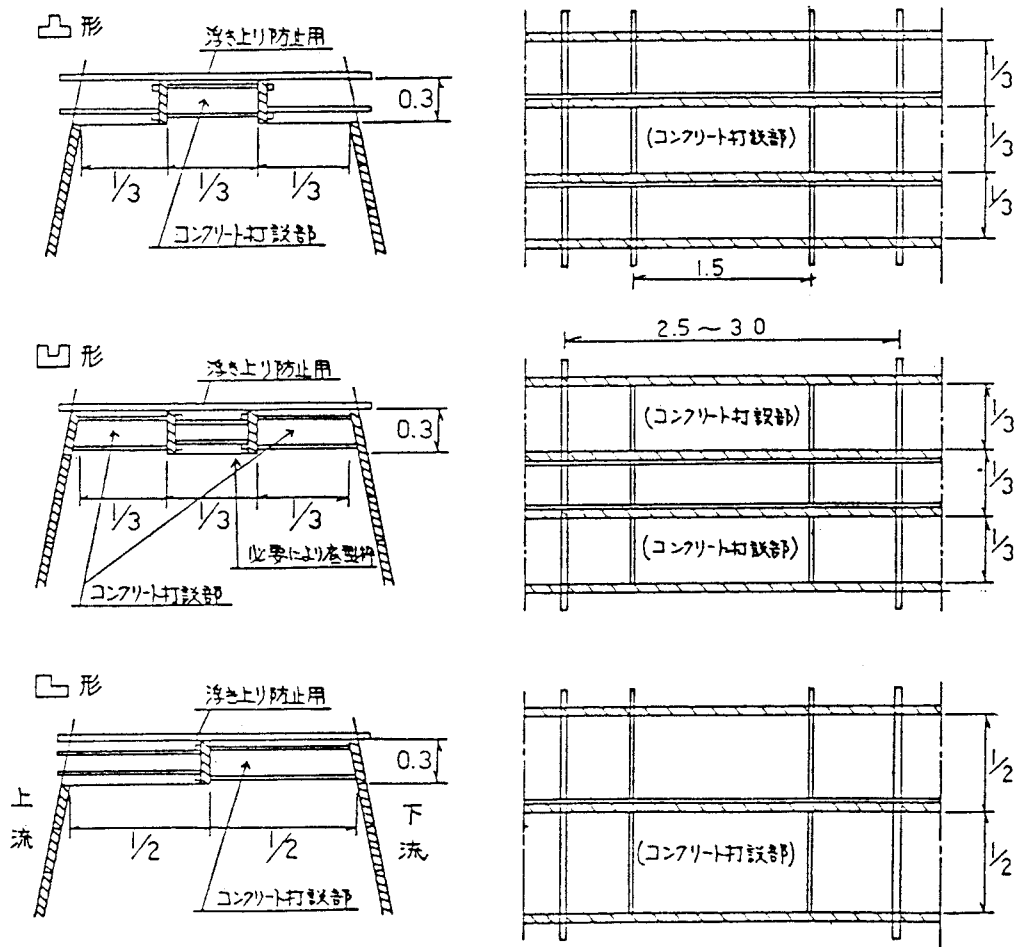 形
浮き上り防止用
0.3
1/3 1/3 1/3
コンクリート打設部
1/3
(コンクリート打設部)
1/3
1/3
1.5
形
浮き上り防止用
0.3
1/3 1/3 1/3
必要により底型枠
コンクリート打設部
2.5～30
(コンクリート打設部)
1/3
1/3
(コンクリート打設部)
1/3
形
浮き上り防止用
0.3
上流
下流
1/2 1/2
コンクリート打設部
1/2
(コンクリート打設部)
1/2